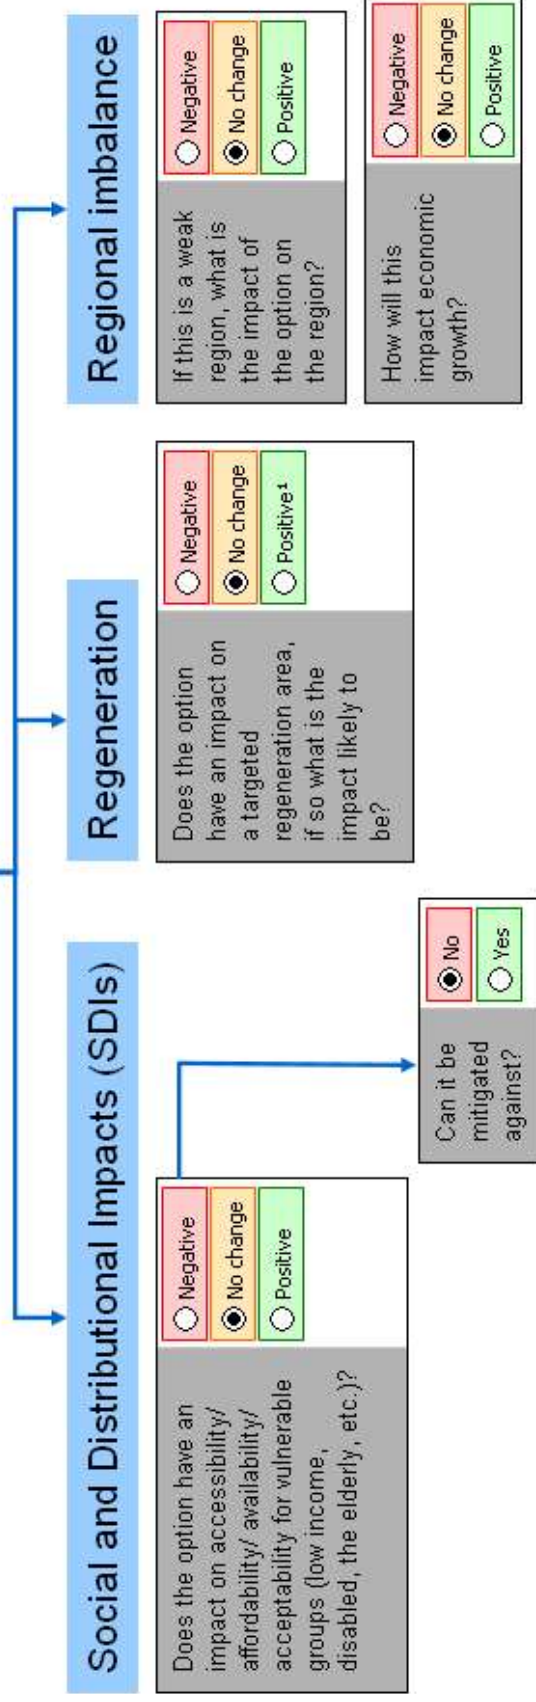 Social and Distributional Impacts (SDIs)
Does the option have an
impact on accessibility/
affordability/ availability/
acceptability for vulnerable
groups (low income,
disabled, the elderly, etc.)?
Negative
No change
Positive
Can it be
mitigated
against?
No
Yes
Regeneration
Does the option
have an impact on
a targeted
regeneration area,
if so what is the
impact likely to
be?
Negative
No change
Positive¹
Regional imbalance
If this is a weak
region, what is
the impact of
the option on
the region?
Negative
No change
Positive
How will this
impact economic
growth?
Negative
No change
Positive